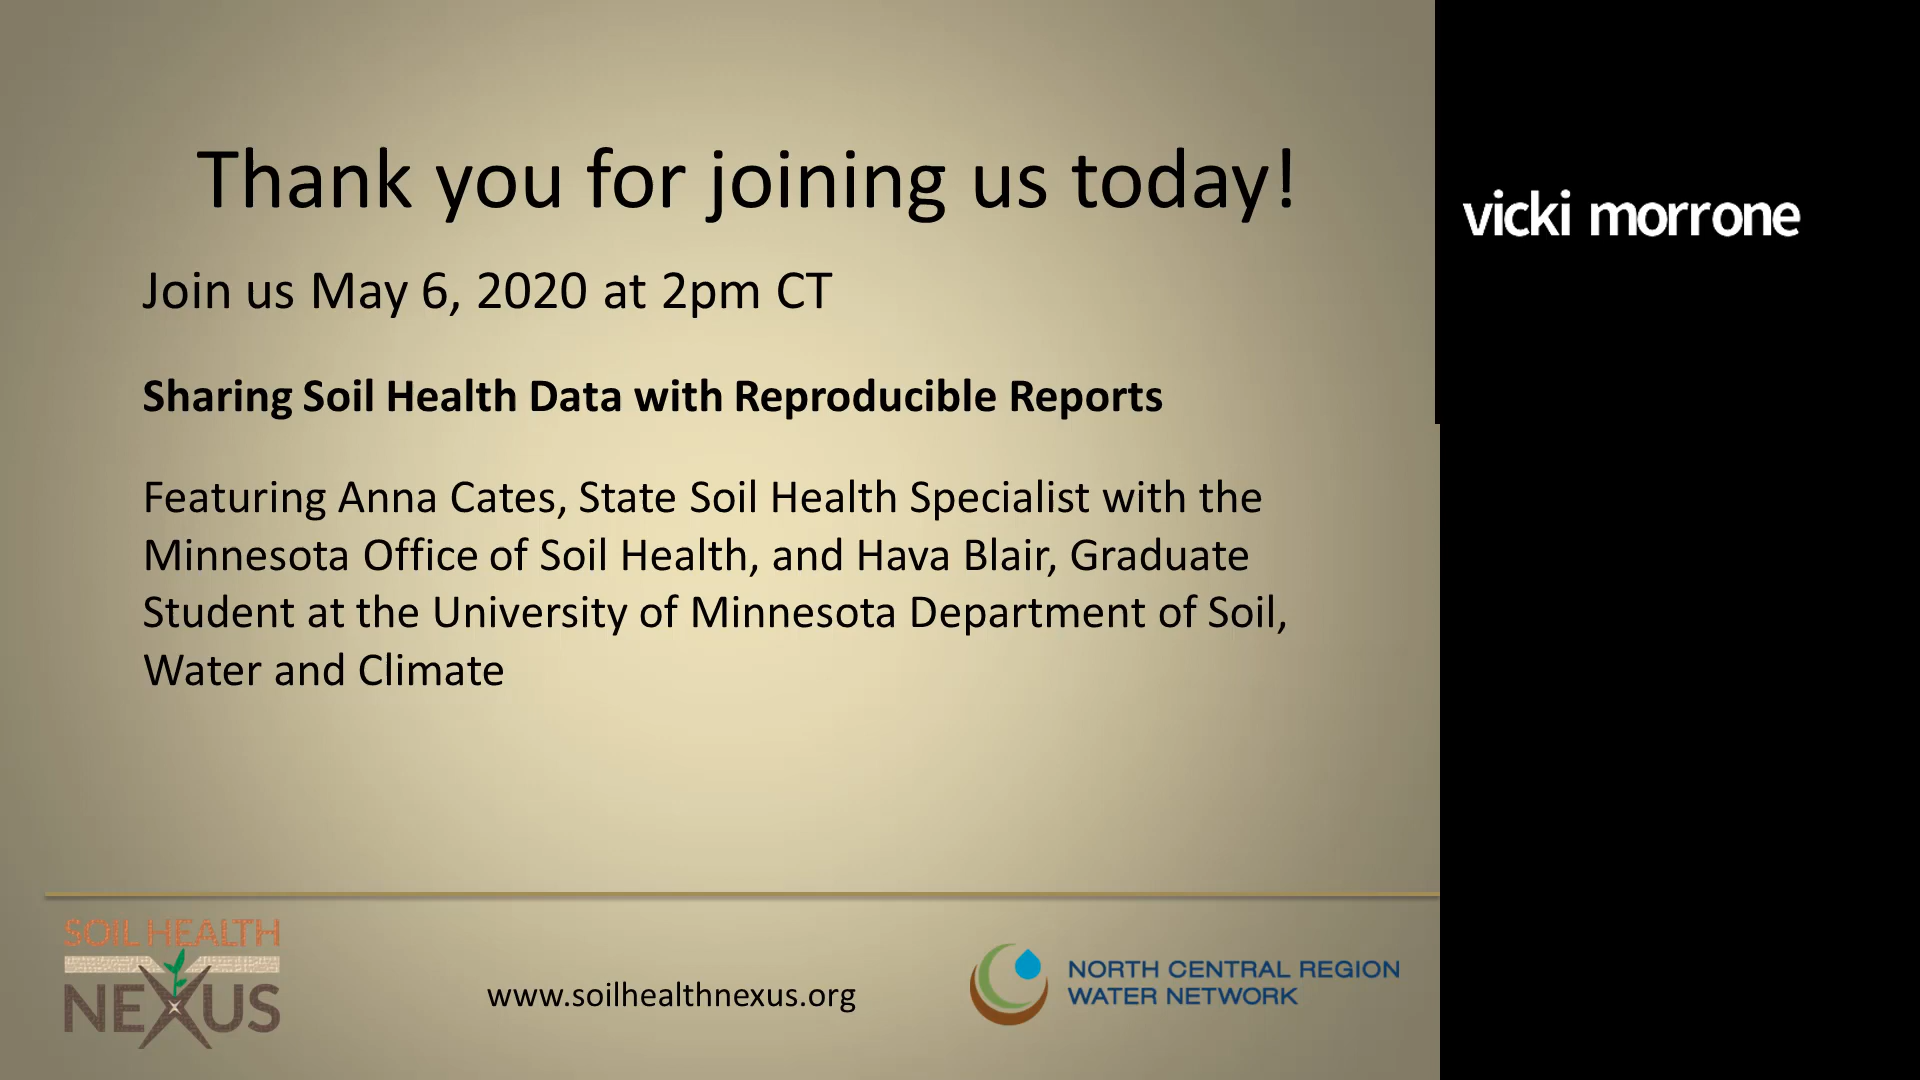 Thank you for joining us today!
vicki morrone
Join us May 6, 2020 at 2pm CT
Sharing Soil Health Data with Reproducible Reports
Featuring Anna Cates, State Soil Health Specialist with the
Minnesota Office of Soil Health, and Hava Blair, Graduate
Student at the University of Minnesota Department of Soil,
Water and Climate
SOIL HEALTH
NEXUS
www.soilhealthnexus.org
NORTH CENTRAL REGION
WATER NETWORK